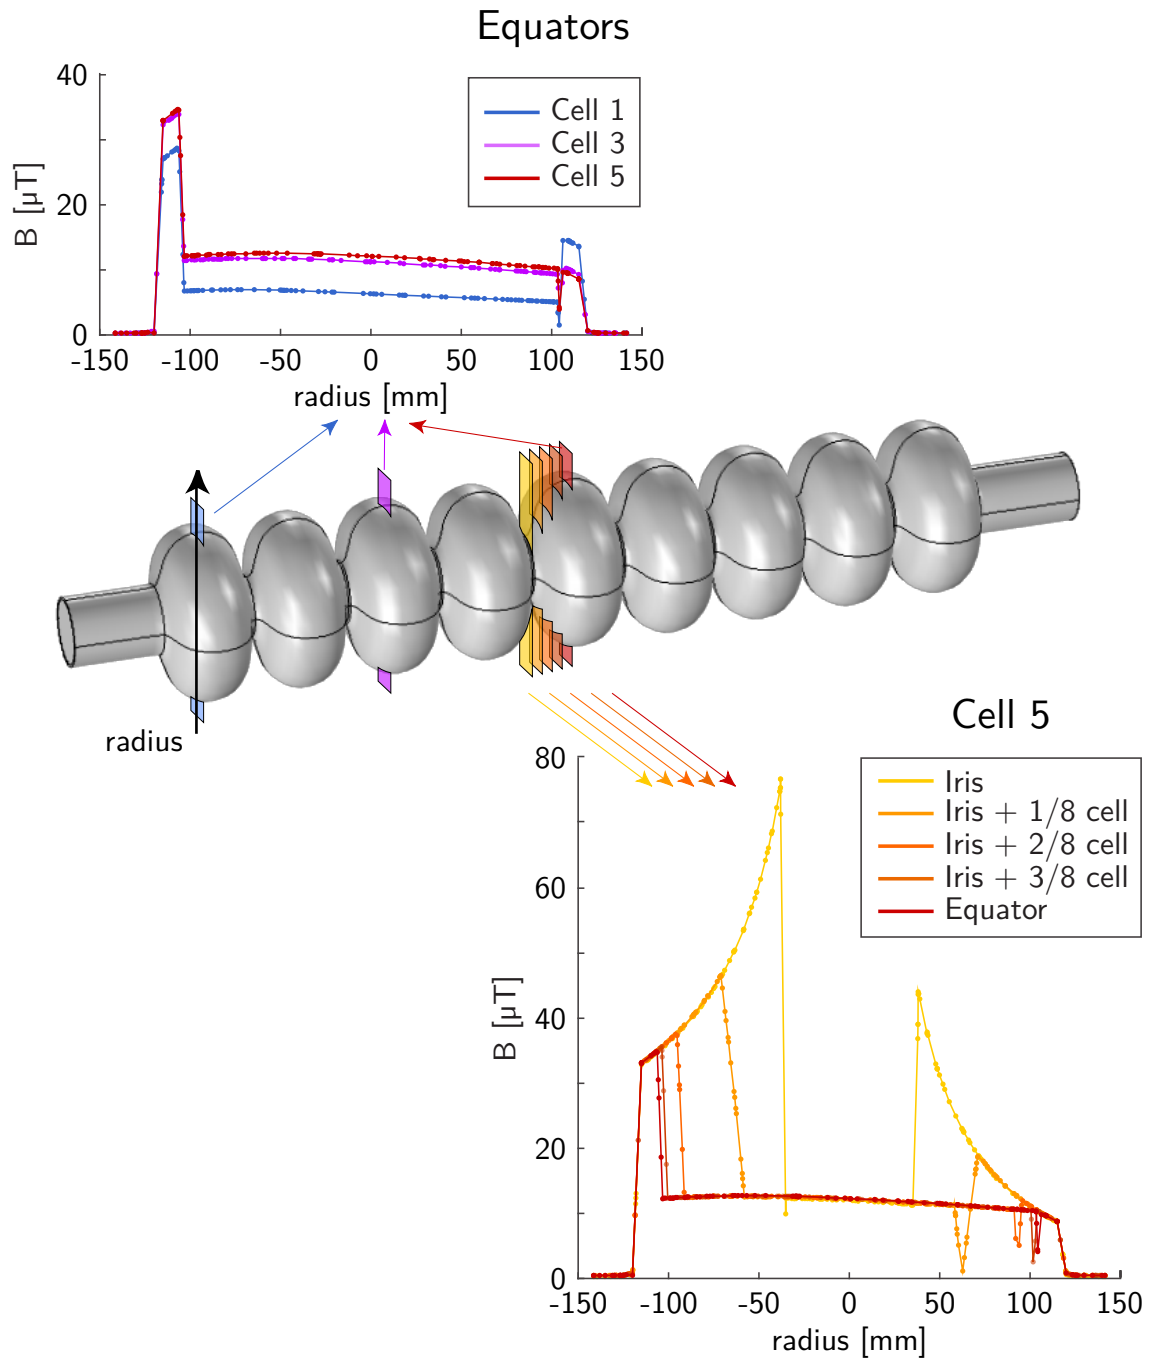 Equators
40
20
0
B [µT]
Cell 1
Cell 3
Cell 5
-150 -100 -50 0 50 100 150
radius [mm]
radius
Cell 5
80
60
40
20
0
B [µT]
Iris
Iris + 1/8 cell
Iris + 2/8 cell
Iris + 3/8 cell
Equator
-150 -100 -50 0 50 100 150
radius [mm]